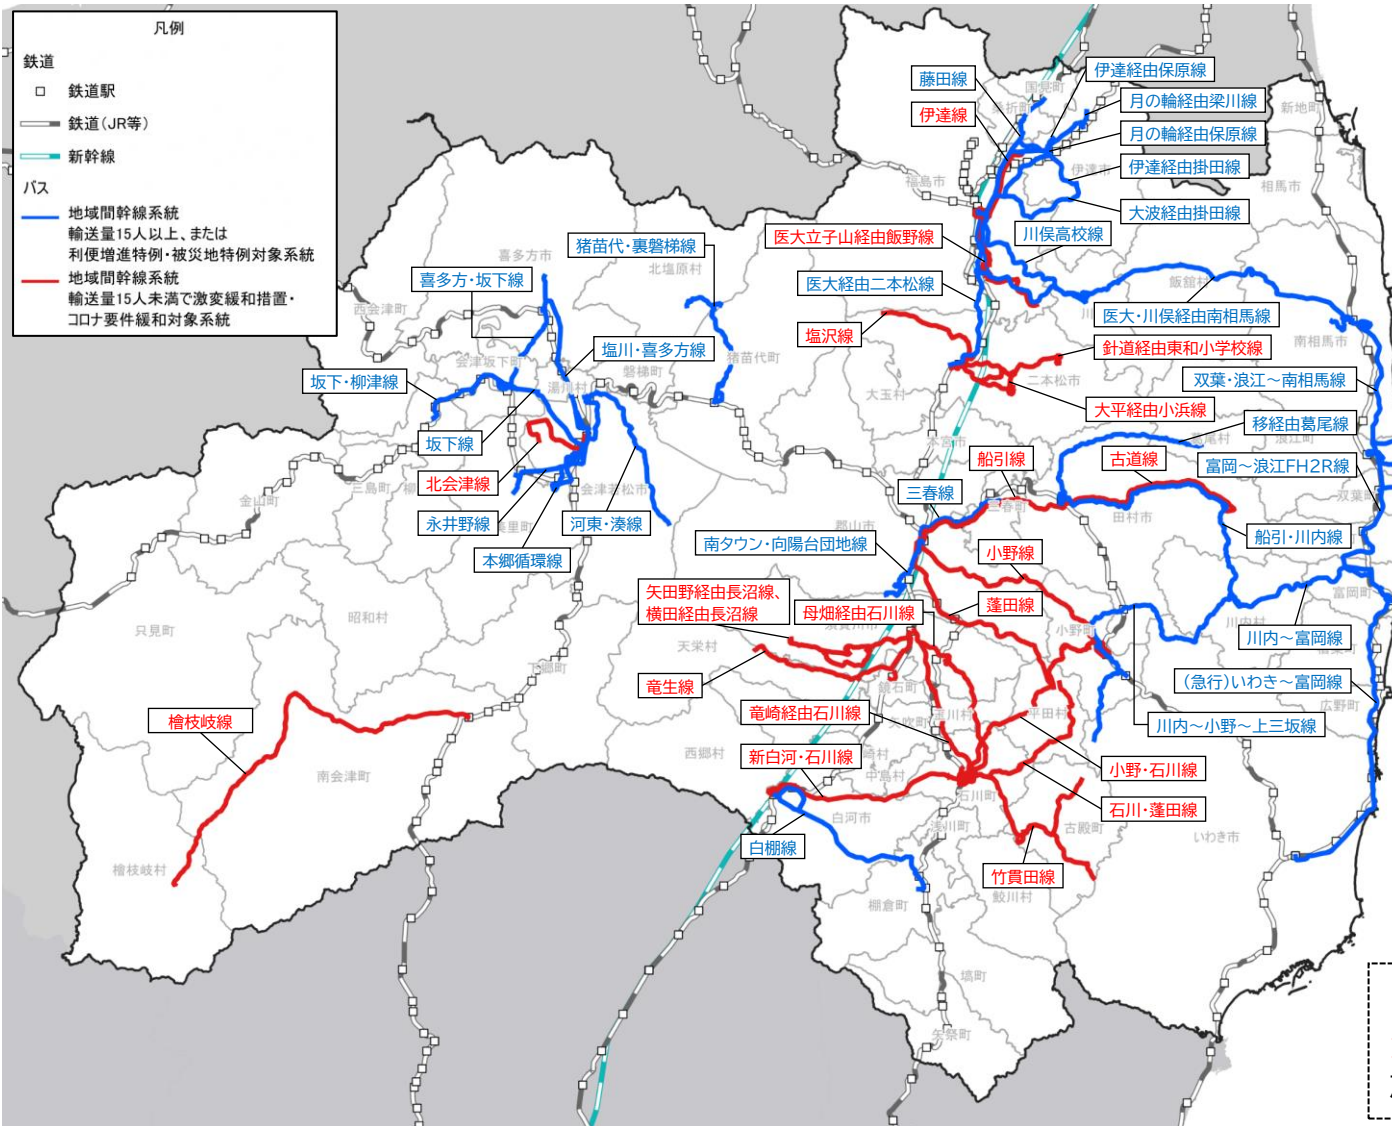 凡例
鉄道
鉄道駅
鉄道(JR等)
新幹線
バス
地域間幹線系統
輸送量15人以上、または
利便増進特例・被災地特例対象系統
地域間幹線系統
輸送量15人未満で激変緩和措置・
コロナ要件緩和対象系統
藤田線
伊達線
伊達経由保原線
月の輪経由梁川線
月の輪経由保原線
伊達経由掛田線
大波経由掛田線
川俣高校線
医大立子山経由飯野線
医大経由二本松線
塩沢線
医大・川俣経由南相馬線
針道経由東和小学校線
大平経由小浜線
双葉・浪江～南相馬線
移経由葛尾線
富岡～浪江FH2R線
古道線
船引線
三春線
船引・川内線
南タウン・向陽台団地線
小野線
矢田野経由長沼線、
横田経由長沼線
母畑経由石川線
蓬田線
川内～富岡線
竜生線
(急行)いわき～富岡線
竜崎経由石川線
川内～小野～上三坂線
新白河・石川線
小野・石川線
石川・蓬田線
白棚線
竹貫田線
猪苗代・裏磐梯線
喜多方・坂下線
塩川・喜多方線
坂下・柳津線
坂下線
北会津線
永井野線
河東・湊線
本郷循環線
檜枝岐線
国見町
桑折町
新地町
伊達市
福島市
相馬市
飯舘村
南相馬市
喜多方市
北塩原村
西会津町
会津坂下町
猪苗代町
磐梯町
湯川村
大玉村
二本松市
本宮市
葛尾村
浪江町
双葉町
三島町
金山町
会津若松市
郡山市
三春町
田村市
富岡町
川内村
小野町
只見町
昭和村
下郷町
天栄村
須賀川市
鏡石町
玉川村
平田村
広野町
西郷村
中島村
南会津町
石川町
白河市
浅川町
古殿町
いわき市
檜枝岐村
棚倉町
鮫川村
塙町
矢祭町